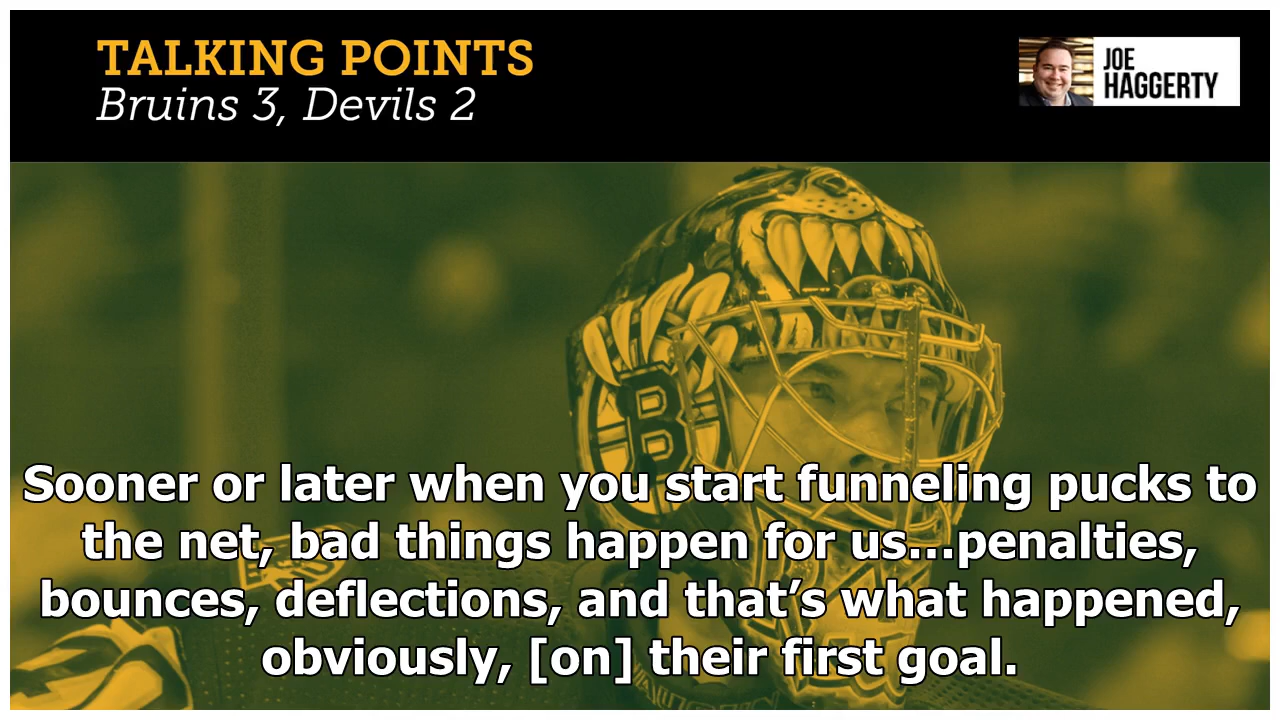 TALKING POINTS
Bruins 3, Devils 2
JOE
HAGGERTY
B
Sooner or later when you start funneling pucks to
the net, bad things happen for us...penalties,
bounces, deflections, and that’s what happened,
obviously, [on] their first goal.